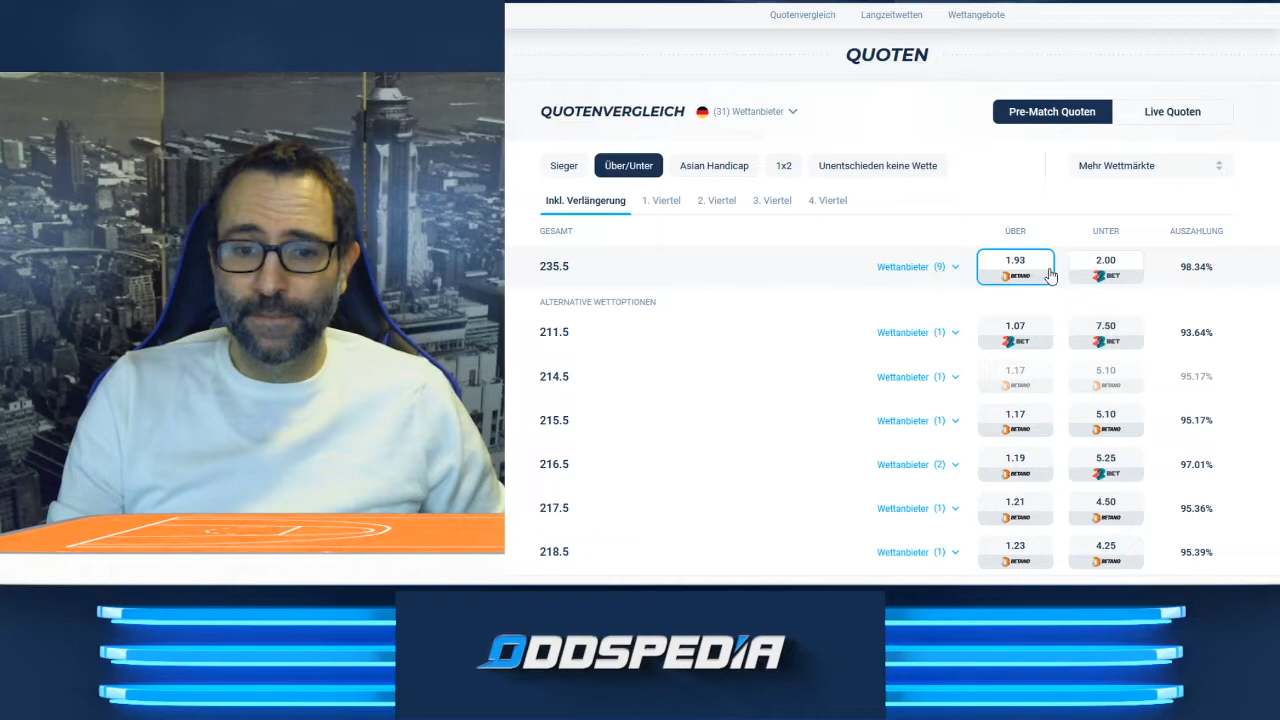 Quotenvergleich Langzeitwetten Wettangebote
QUOTEN
QUOTENVERGLEICH (31) Wettanbieter Pre-Match Quoten Live Quoten
Sieger Über/Unter Asian Handicap 1x2 Unentschieden keine Wette Mehr Wettmärkte
Inkl. Verlängerung 1. Viertel 2. Viertel 3. Viertel 4. Viertel
GESAMT ÜBER UNTER AUSZAHLUNG
235.5 Wettanbieter (9) 1.93 2.00 98.34%
BETANO 22BET
ALTERNATIVE WETTOPTIONEN
211.5 Wettanbieter (1) 1.07 7.50 93.64%
22BET 22BET
214.5 Wettanbieter (1) 1.17 5.10 95.17%
BETANO BETANO
215.5 Wettanbieter (1) 1.17 5.10 95.17%
BETANO BETANO
216.5 Wettanbieter (2) 1.19 5.25 97.01%
BETANO 22BET
217.5 Wettanbieter (1) 1.21 4.50 95.36%
BETANO BETANO
218.5 Wettanbieter (1) 1.23 4.25 95.39%
BETANO BETANO
ODDSPEDIA